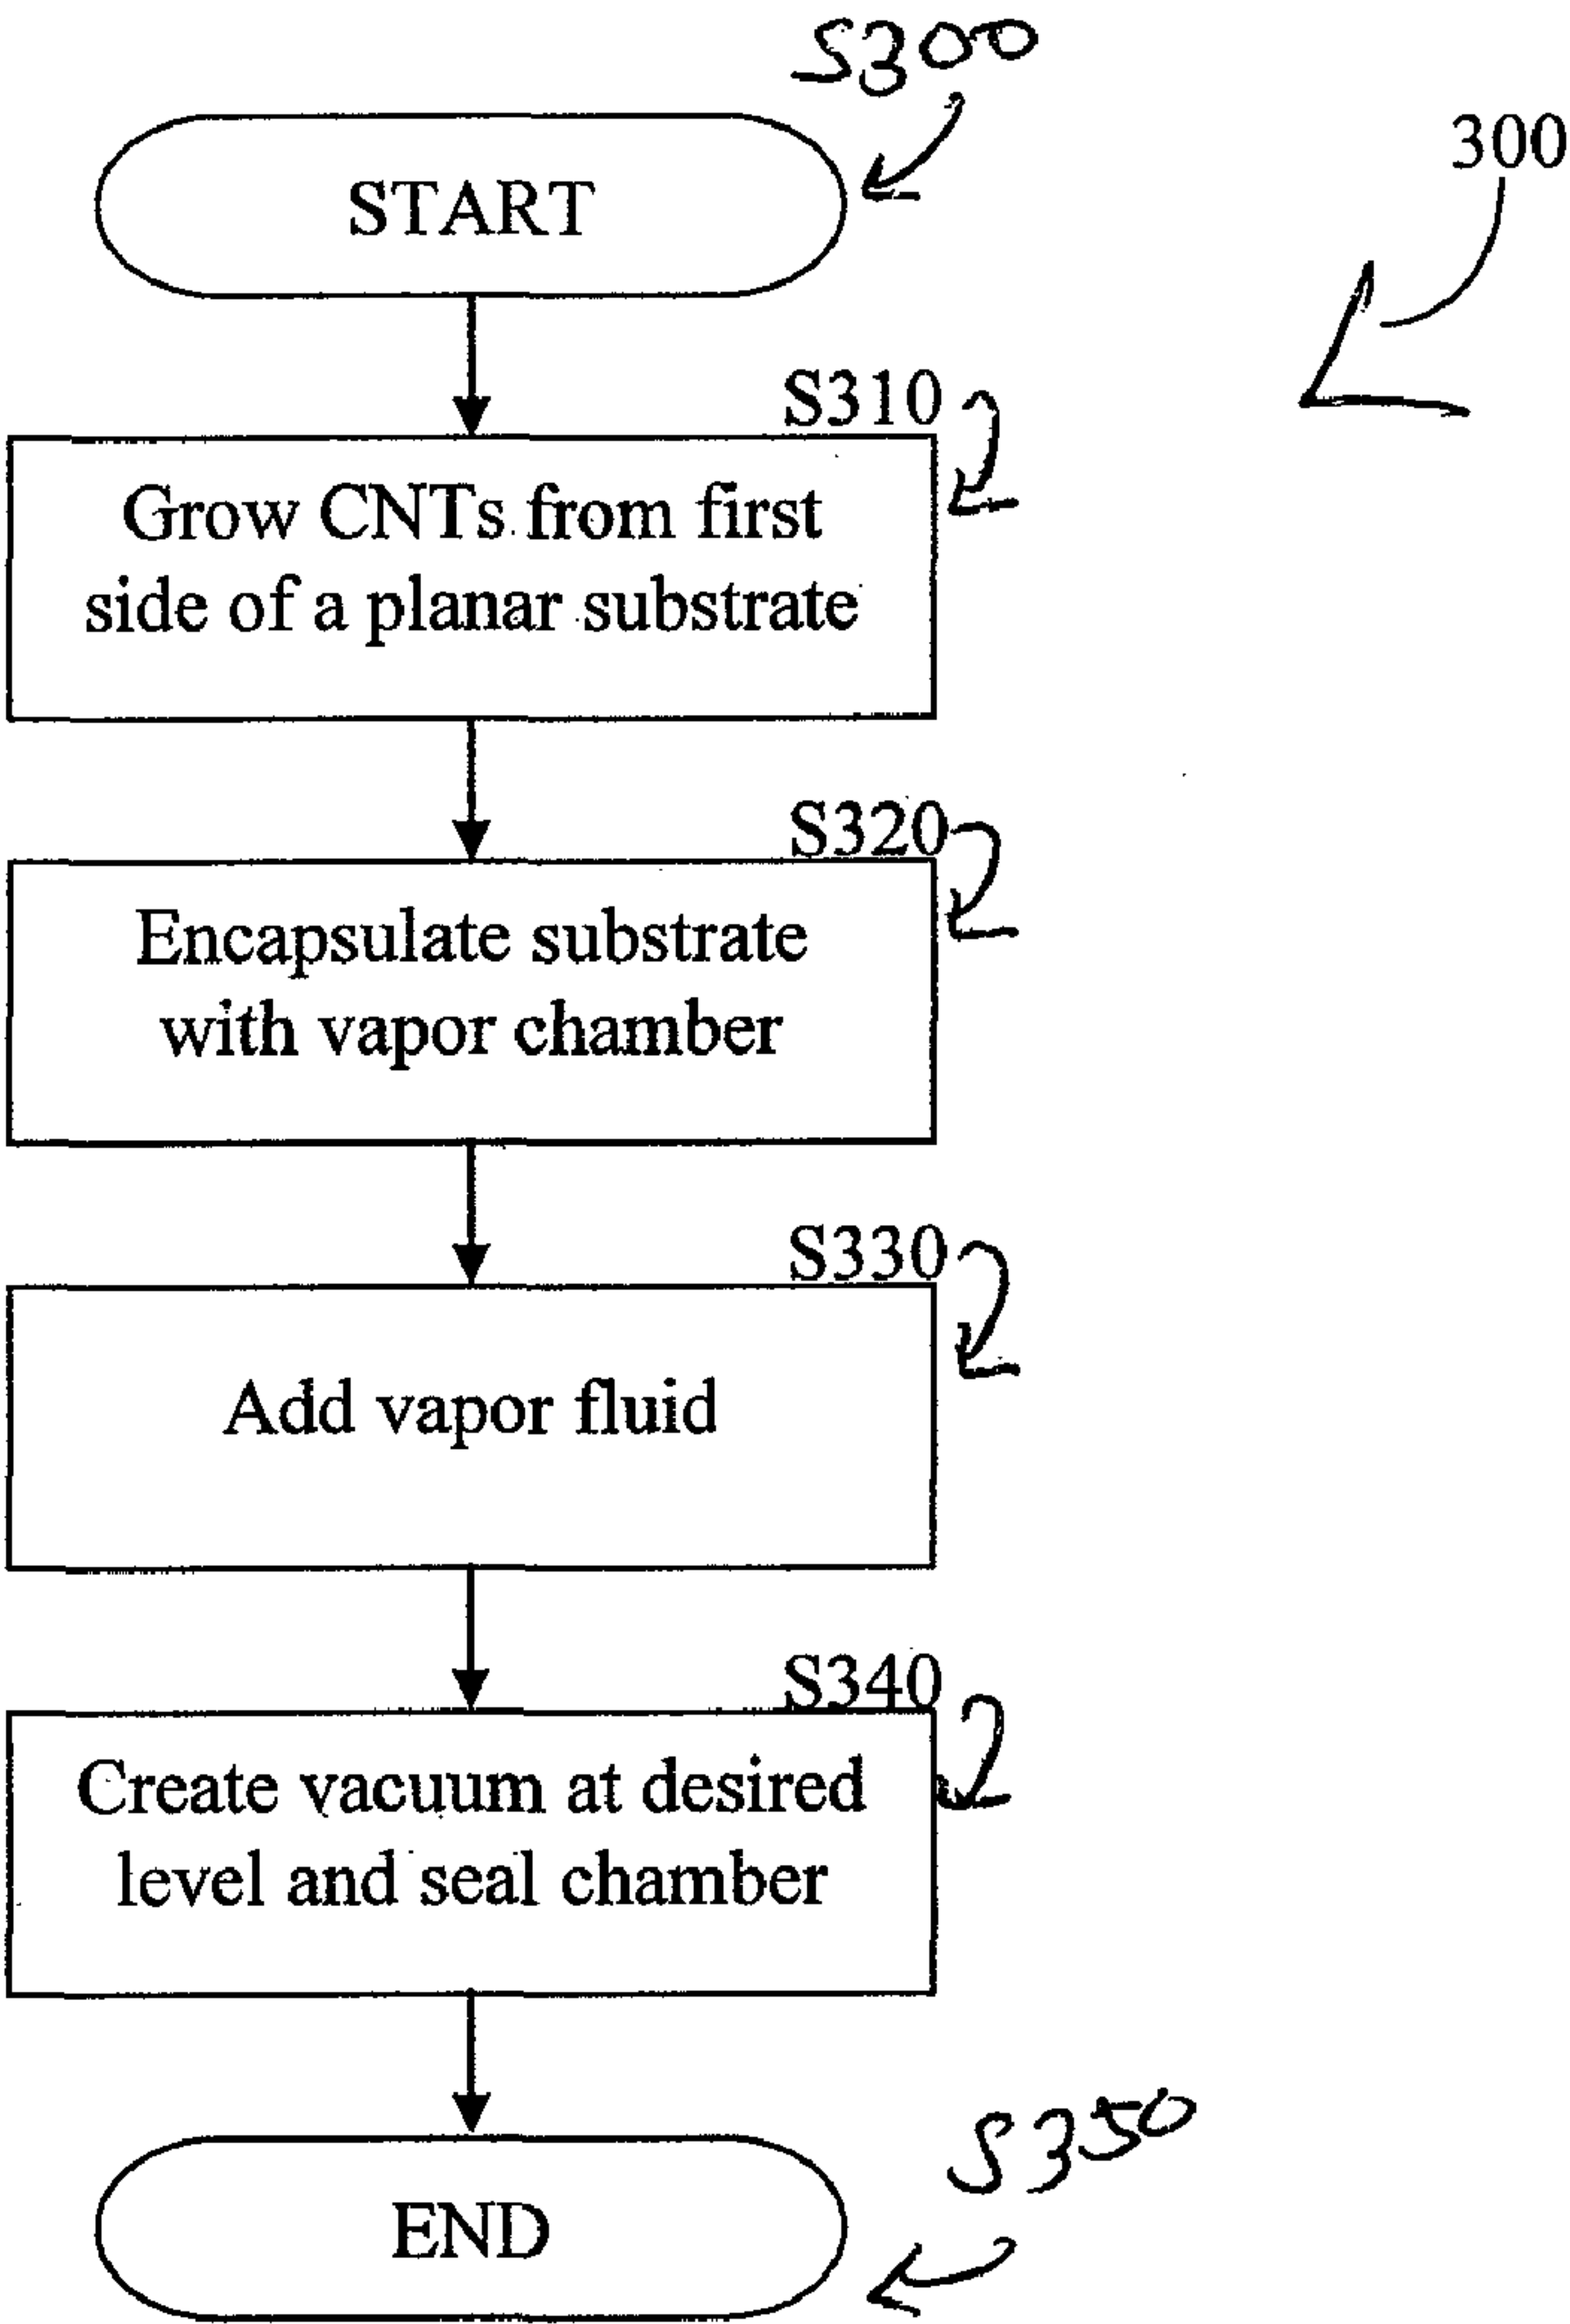 S300
START
300
S310
Grow CNTs from first
side of a planar substrate
S320
Encapsulate substrate
with vapor chamber
S330
Add vapor fluid
S340
Create vacuum at desired
level and seal chamber
S350
END